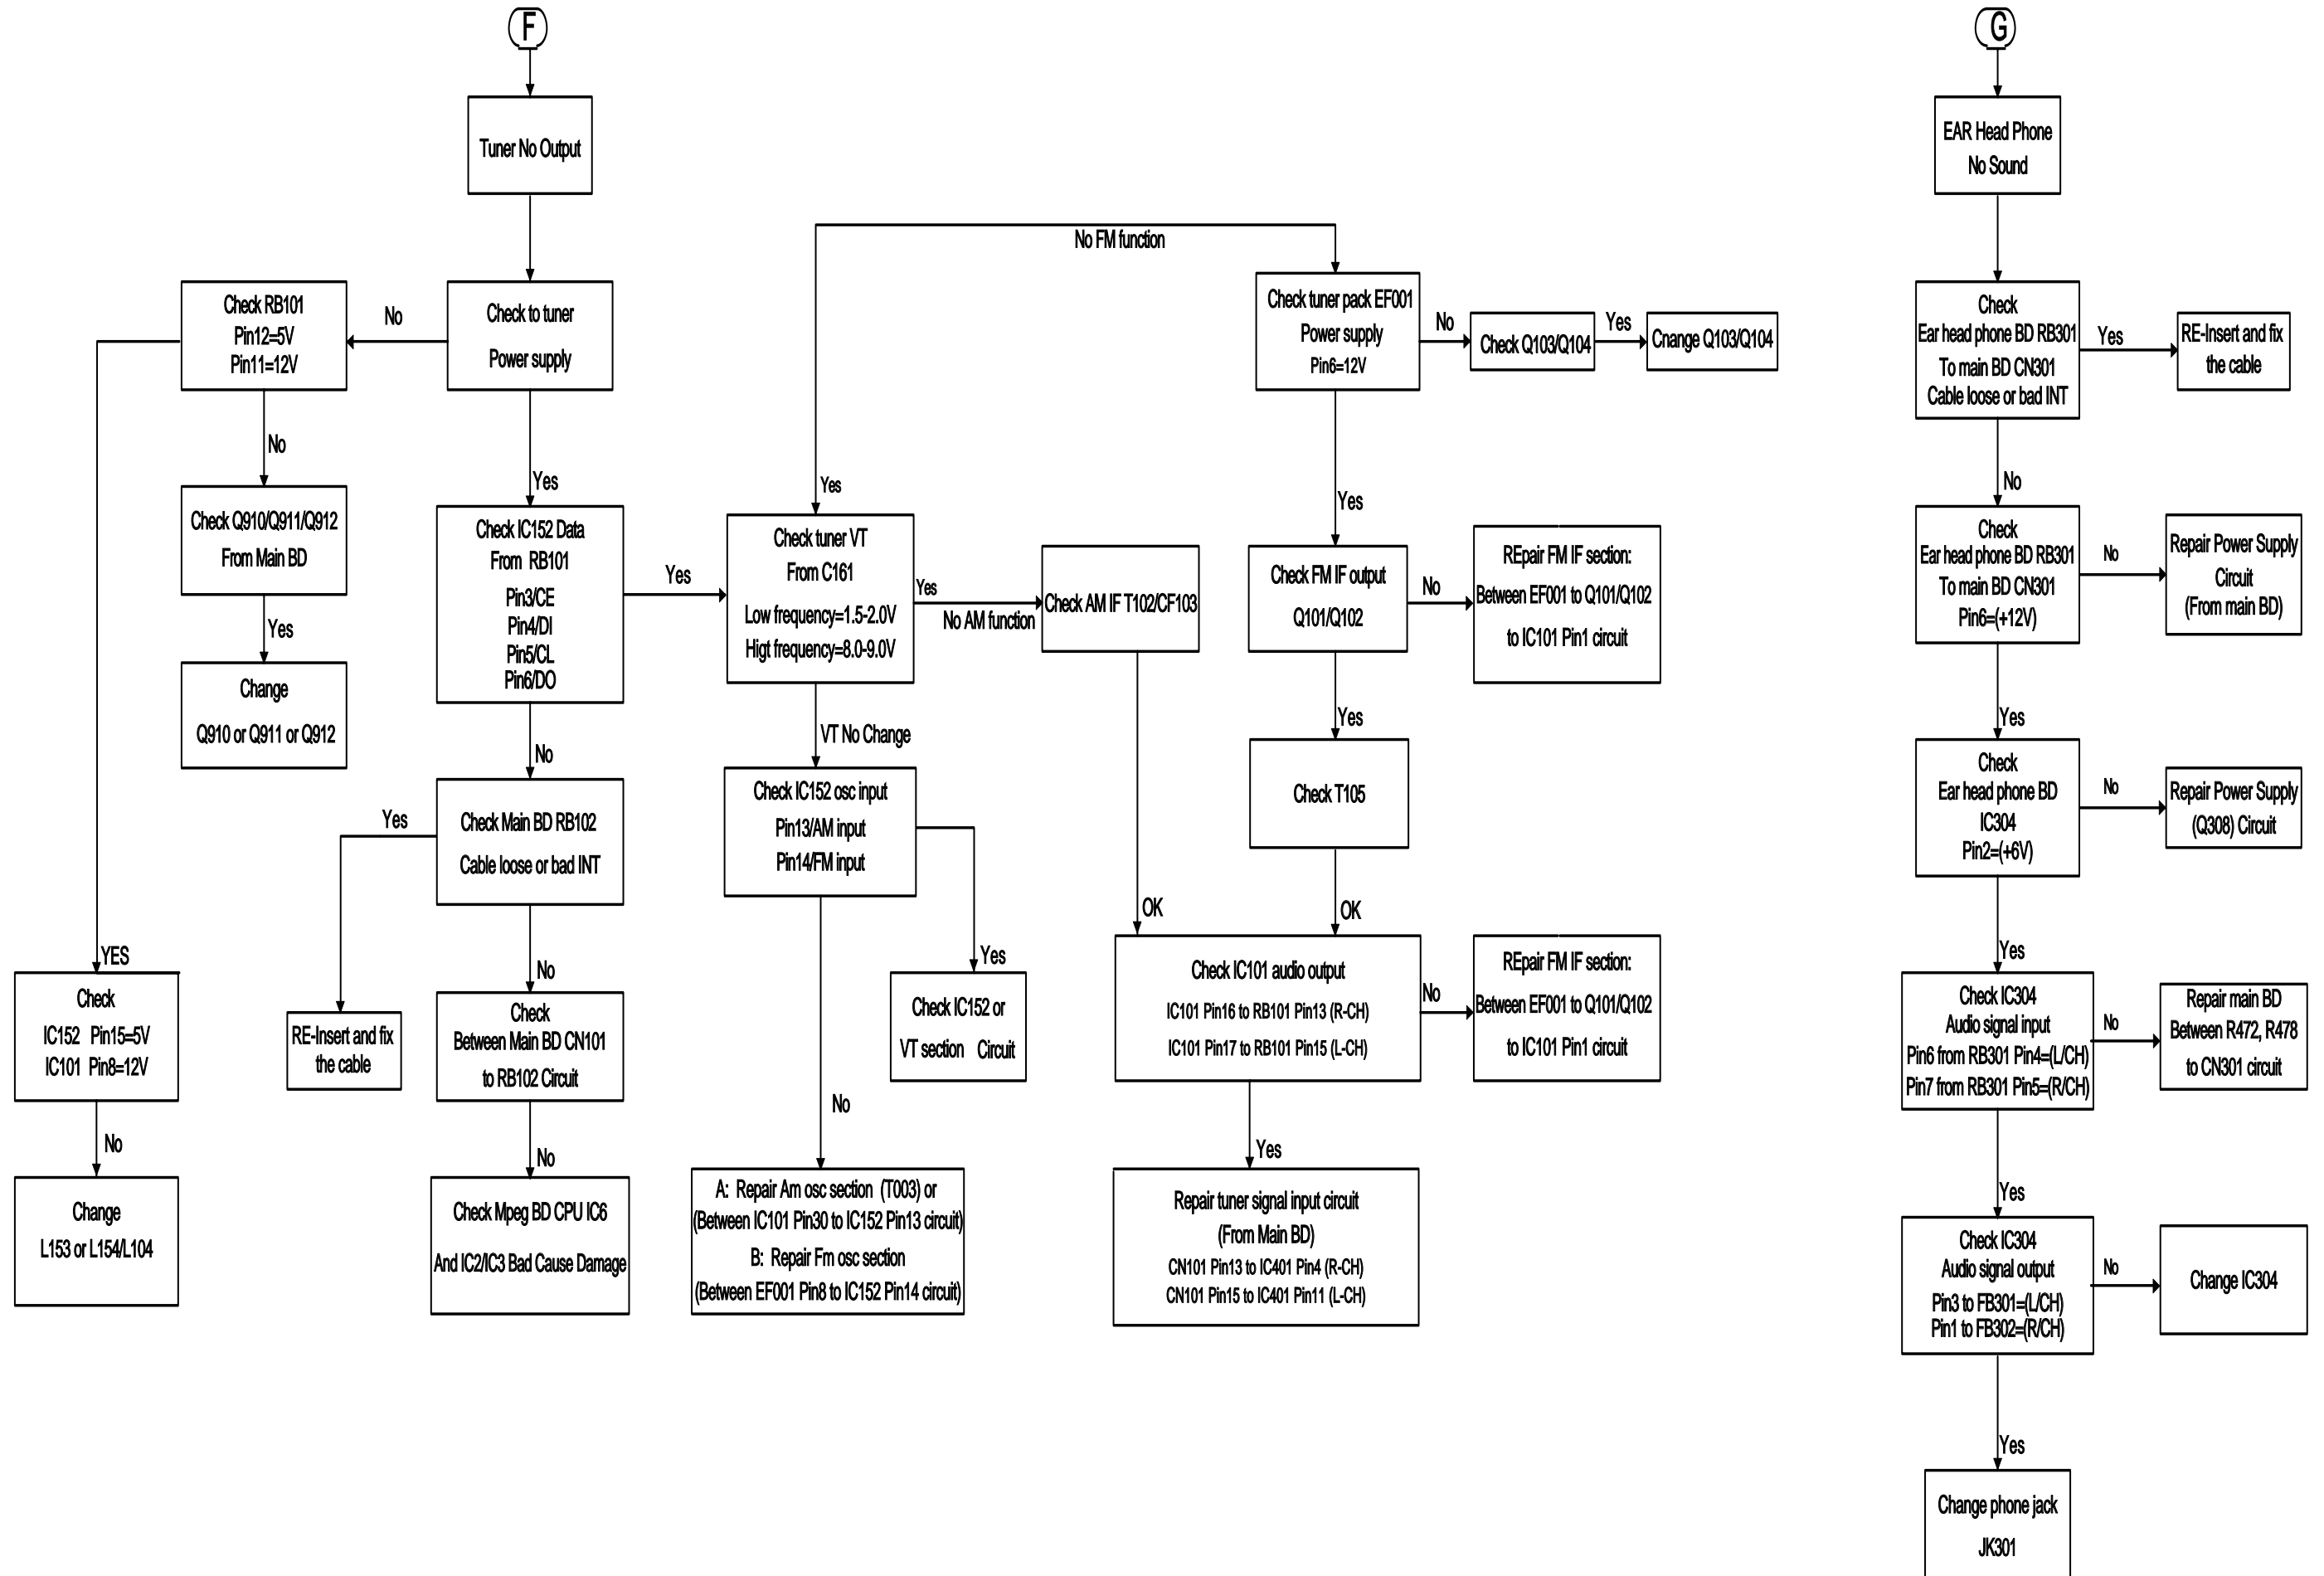 F
Tuner No Output
Check to tuner
Power supply
No
Check RB101
Pin12=5V
Pin11=12V
No
Check Q910/Q911/Q912
From Main BD
Yes
Change
Q910 or Q911 or Q912
YES
Check
IC152 Pin15=5V
IC101 Pin8=12V
No
Change
L153 or L154/L104
Yes
Check IC152 Data
From RB101
Pin3/CE
Pin4/DI
Pin5/CL
Pin6/DO
No
Check Main BD RB102
Cable loose or bad INT
Yes
RE-Insert and fix
the cable
No
Check
Between Main BD CN101
to RB102 Circuit
No
Check Mpeg BD CPU IC6
And IC2/IC3 Bad Cause Damage
Yes
Check tuner VT
From C161
Low frequency=1.5-2.0V
Higt frequency=8.0-9.0V
VT No Change
Check IC152 osc input
Pin13/AM input
Pin14/FM input
Yes
Check IC152 or
VT section Circuit
No
A: Repair Am osc section (T003) or
(Between IC101 Pin30 to IC152 Pin13 circuit)
B: Repair Fm osc section
(Between EF001 Pin8 to IC152 Pin14 circuit)
Yes
No AM function
Check AM IF T102/CF103
OK
No FM function
Yes
Check tuner pack EF001
Power supply
Pin6=12V
No
Check Q103/Q104
Yes
Cnange Q103/Q104
Yes
Check FM IF output
Q101/Q102
No
REpair FM IF section:
Between EF001 to Q101/Q102
to IC101 Pin1 circuit
Yes
Check T105
OK
Check IC101 audio output
IC101 Pin16 to RB101 Pin13 (R-CH)
IC101 Pin17 to RB101 Pin15 (L-CH)
No
REpair FM IF section:
Between EF001 to Q101/Q102
to IC101 Pin1 circuit
Yes
Repair tuner signal input circuit
(From Main BD)
CN101 Pin13 to IC401 Pin4 (R-CH)
CN101 Pin15 to IC401 Pin11 (L-CH)
G
EAR Head Phone
No Sound
Check
Ear head phone BD RB301
To main BD CN301
Cable loose or bad INT
Yes
RE-Insert and fix
the cable
No
Check
Ear head phone BD RB301
To main BD CN301
Pin6=(+12V)
No
Repair Power Supply
Circuit
(From main BD)
Yes
Check
Ear head phone BD
IC304
Pin2=(+6V)
No
Repair Power Supply
(Q308) Circuit
Yes
Check IC304
Audio signal input
Pin6 from RB301 Pin4=(L/CH)
Pin7 from RB301 Pin5=(R/CH)
No
Repair main BD
Between R472, R478
to CN301 circuit
Yes
Check IC304
Audio signal output
Pin3 to FB301=(L/CH)
Pin1 to FB302=(R/CH)
No
Change IC304
Yes
Change phone jack
JK301